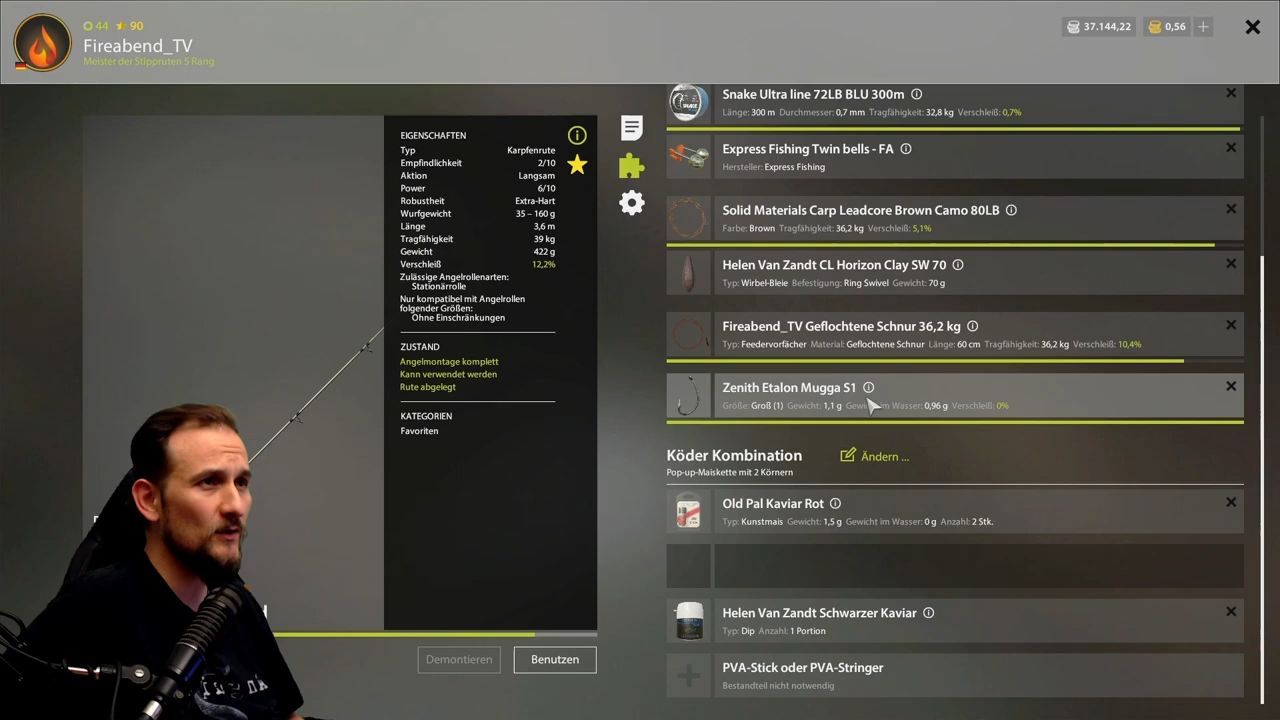 44 90
Fireabend_TV
Meister der Stippruten 5 Rang
37.144,22
0,56
EIGENSCHAFTEN
Typ Karpfenrute
Empfindlichkeit 2/10
Aktion Langsam
Power 6/10
Robustheit Extra-Hart
Wurfgewicht 35 – 160 g
Länge 3,6 m
Tragfähigkeit 39 kg
Gewicht 422 g
Verschleiß 12,2%
Zulässige Angelrollenarten:
Stationärrolle
Nur kompatibel mit Angelrollen
folgender Größen:
Ohne Einschränkungen
ZUSTAND
Angelmontage komplett
Kann verwendet werden
Rute abgelegt
KATEGORIEN
Favoriten
Demontieren
Benutzen
Snake Ultra line 72LB BLU 300m
Länge: 300 m Durchmesser: 0,7 mm Tragfähigkeit: 32,8 kg Verschleiß: 0,7%
Express Fishing Twin bells - FA
Hersteller: Express Fishing
Solid Materials Carp Leadcore Brown Camo 80LB
Farbe: Brown Tragfähigkeit: 36,2 kg Verschleiß: 5,1%
Helen Van Zandt CL Horizon Clay SW 70
Typ: Wirbel-Bleie Befestigung: Ring Swivel Gewicht: 70 g
Fireabend_TV Geflochtene Schnur 36,2 kg
Typ: Feedervorfächer Material: Geflochtene Schnur Länge: 60 cm Tragfähigkeit: 36,2 kg Verschleiß: 10,4%
Zenith Etalon Mugga S1
Größe: Groß (1) Gewicht: 1,1 g Gewicht im Wasser: 0,96 g Verschleiß: 0%
Köder Kombination
Ändern ...
Pop-up-Maiskette mit 2 Körnern
Old Pal Kaviar Rot
Typ: Kunstmais Gewicht: 1,5 g Gewicht im Wasser: 0 g Anzahl: 2 Stk.
Helen Van Zandt Schwarzer Kaviar
Typ: Dip Anzahl: 1 Portion
PVA-Stick oder PVA-Stringer
Bestandteil nicht notwendig